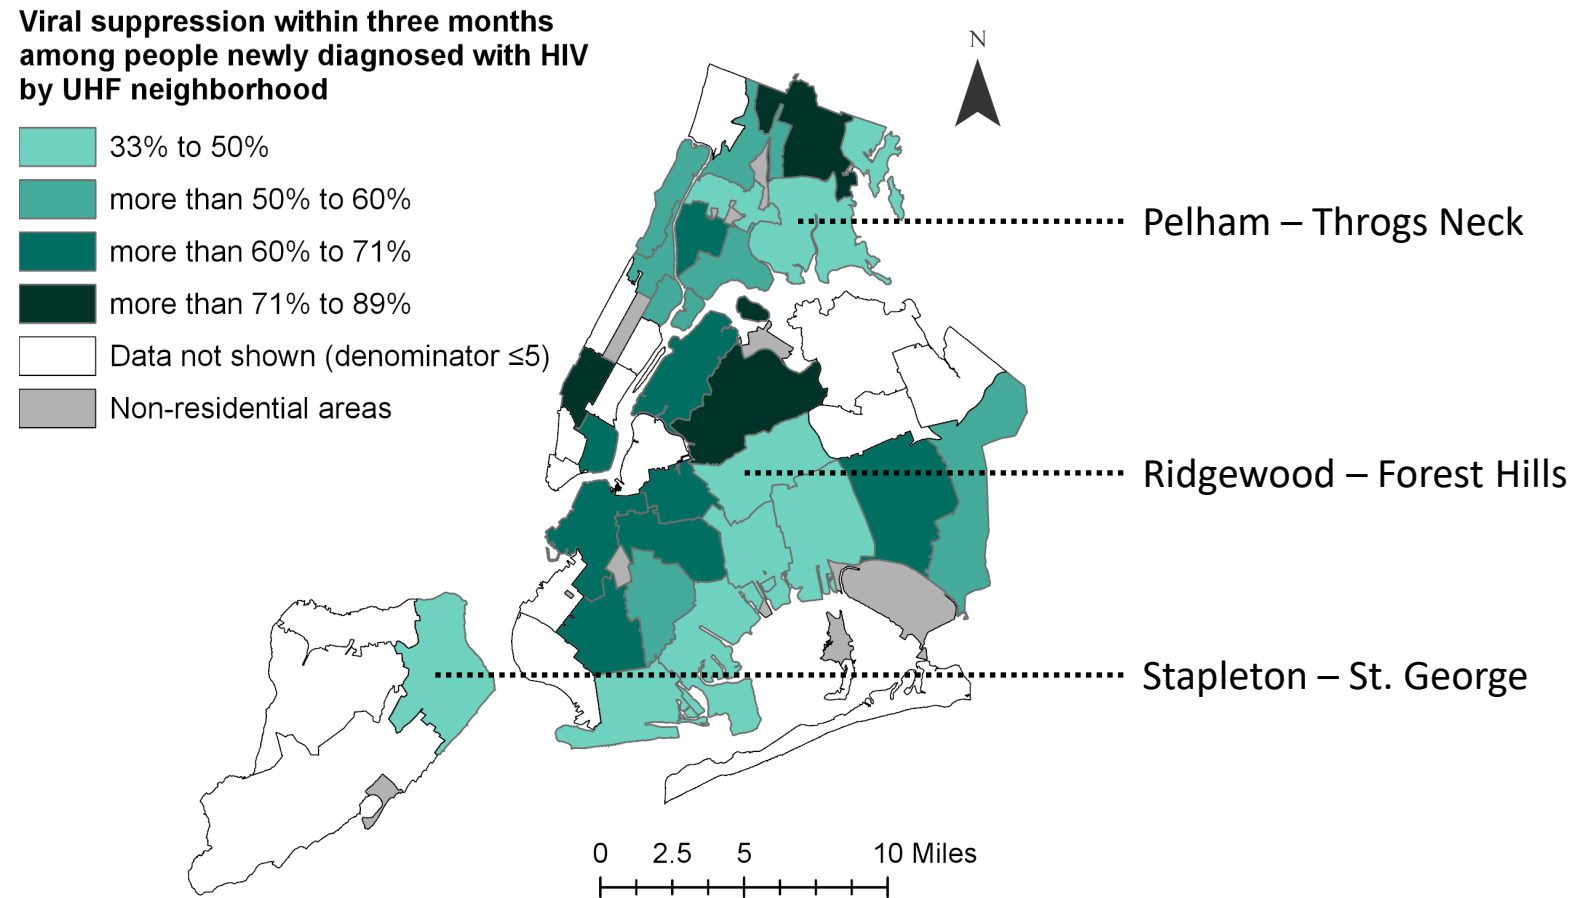 Viral suppression within three months
among people newly diagnosed with HIV
by UHF neighborhood
33% to 50%
more than 50% to 60%
more than 60% to 71%
more than 71% to 89%
Data not shown (denominator ≤5)
Non-residential areas
N
Pelham – Throgs Neck
Ridgewood – Forest Hills
Stapleton – St. George
0 2.5 5 10 Miles